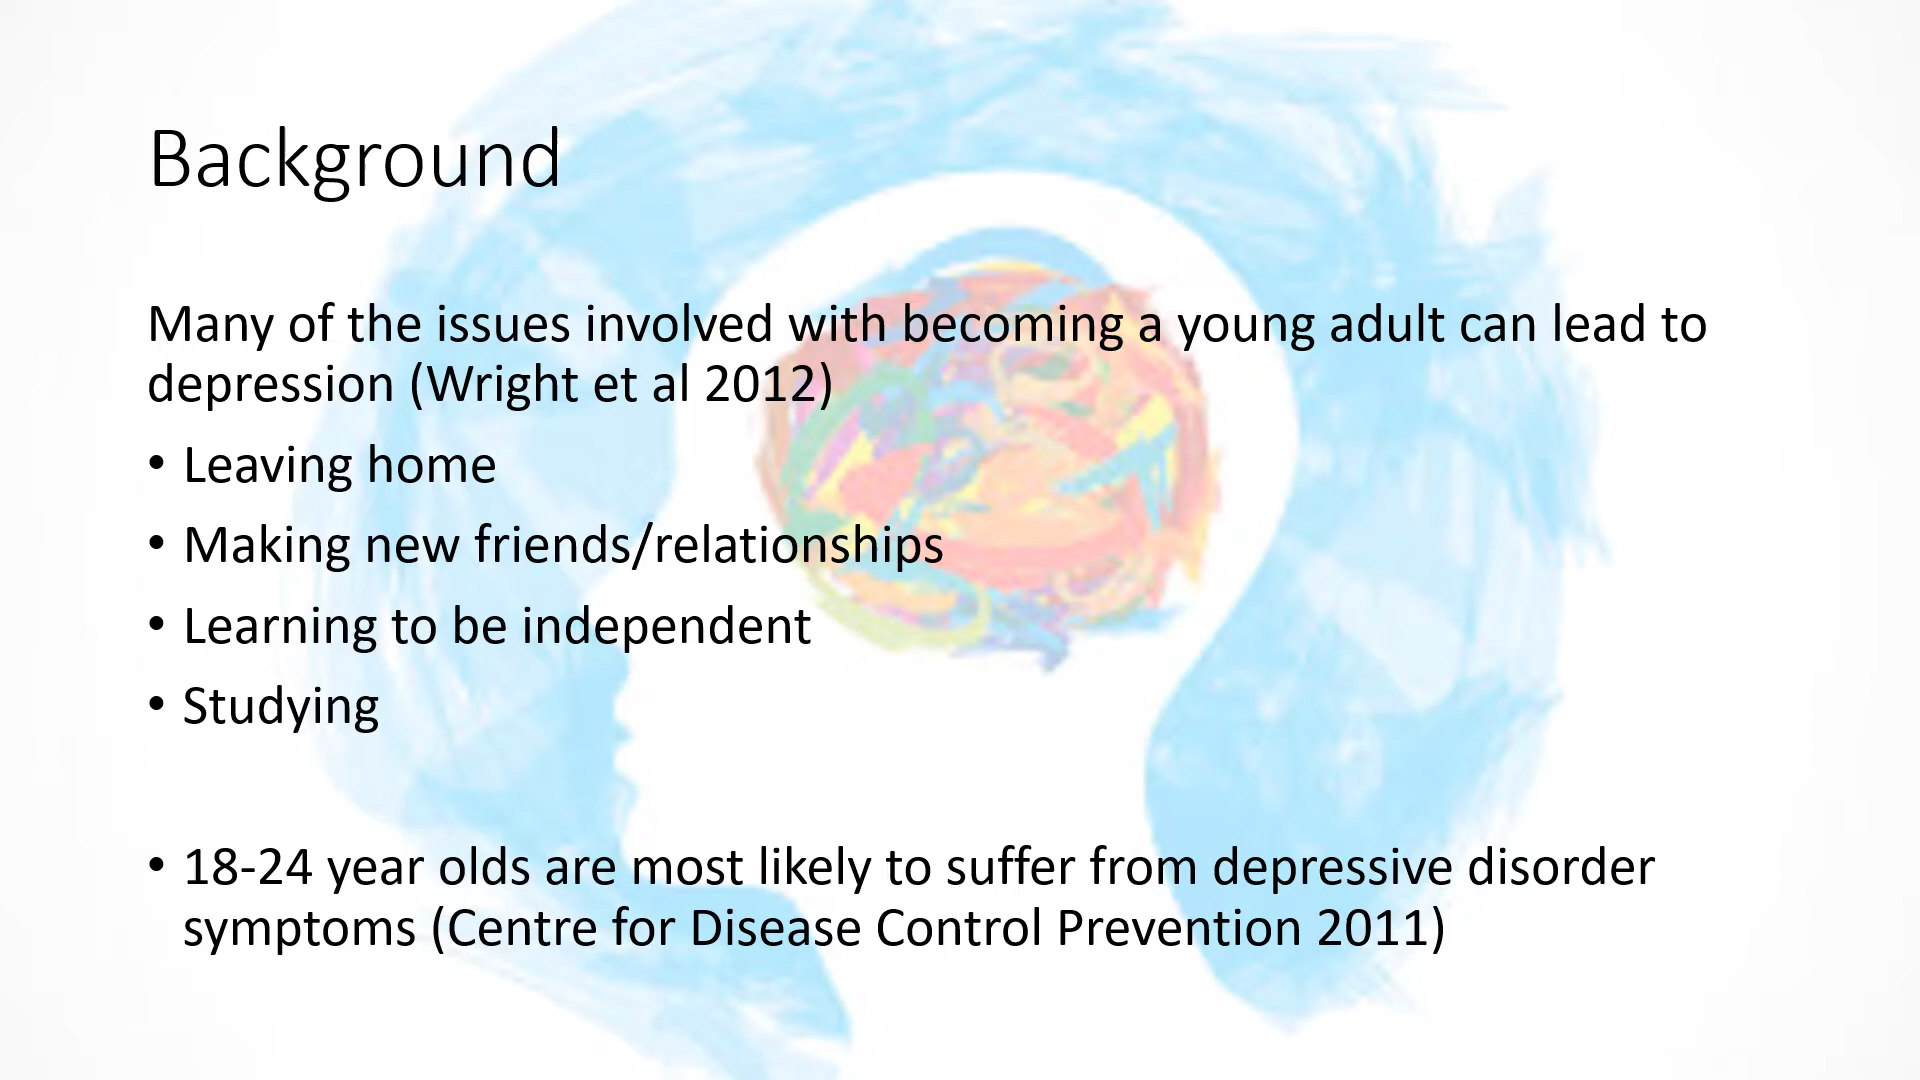 Background
Many of the issues involved with becoming a young adult can lead to
depression (Wright et al 2012)
• Leaving home
• Making new friends/relationships
• Learning to be independent
• Studying
• 18-24 year olds are most likely to suffer from depressive disorder
symptoms (Centre for Disease Control Prevention 2011)